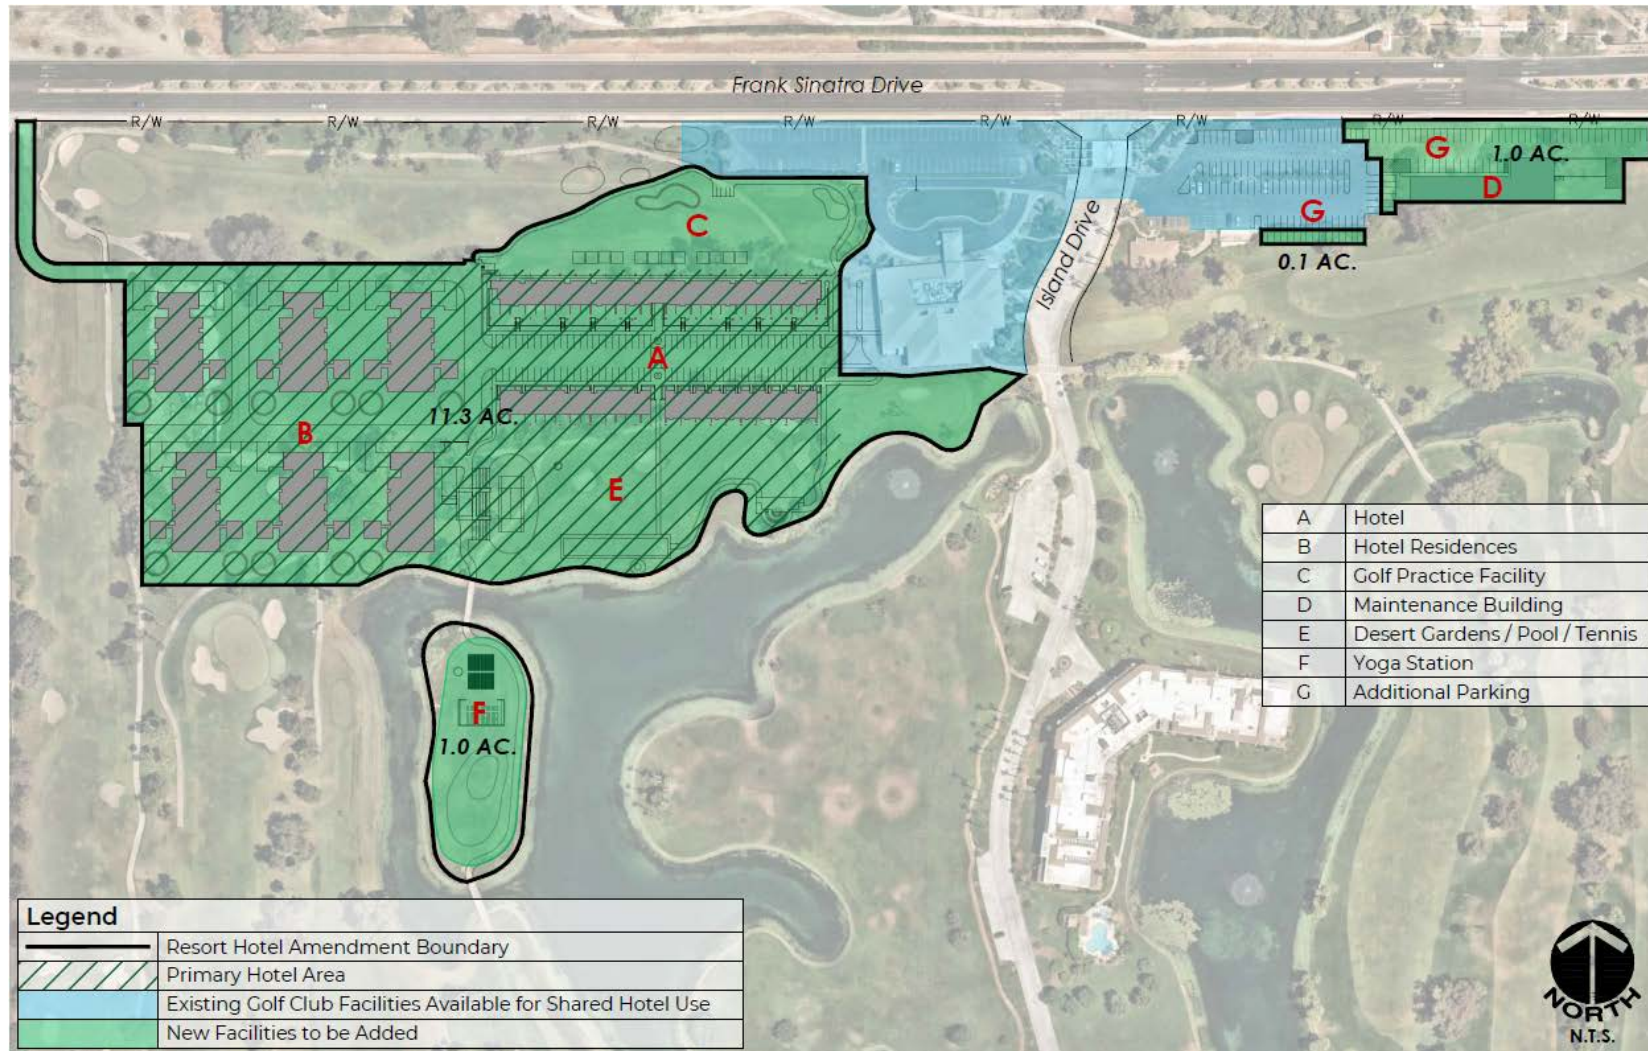 Frank Sinatra Drive
R/W R/W R/W R/W R/W R/W R/W R/W
G
1.0 AC.
D
C
G
Island Drive
0.1 AC.
A
11.3 AC.
B
E
A Hotel
B Hotel Residences
C Golf Practice Facility
D Maintenance Building
E Desert Gardens / Pool / Tennis
F Yoga Station
G Additional Parking
F
1.0 AC.
Legend
Resort Hotel Amendment Boundary
Primary Hotel Area
Existing Golf Club Facilities Available for Shared Hotel Use
New Facilities to be Added
NORTH
N.T.S.